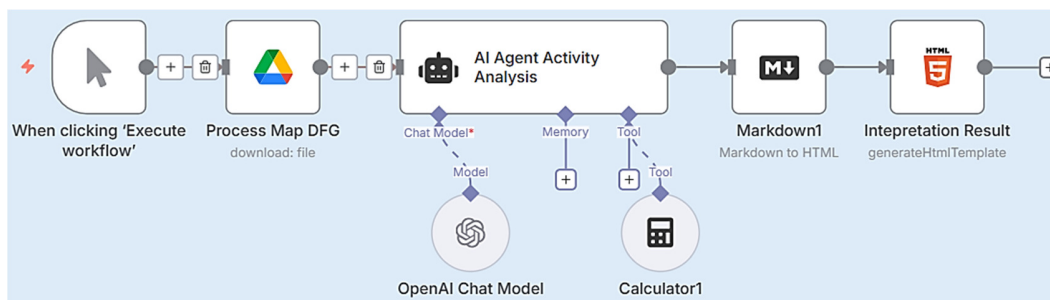 HTML
AI Agent Activity
Analysis
M↓
5
When clicking ‘Execute
workflow’
Process Map DFG
download: file
Chat Model*
Memory
Tool
Markdown1
Markdown to HTML
Intepretation Result
generateHtmlTemplate
Model
Tool
OpenAI Chat Model
Calculator1